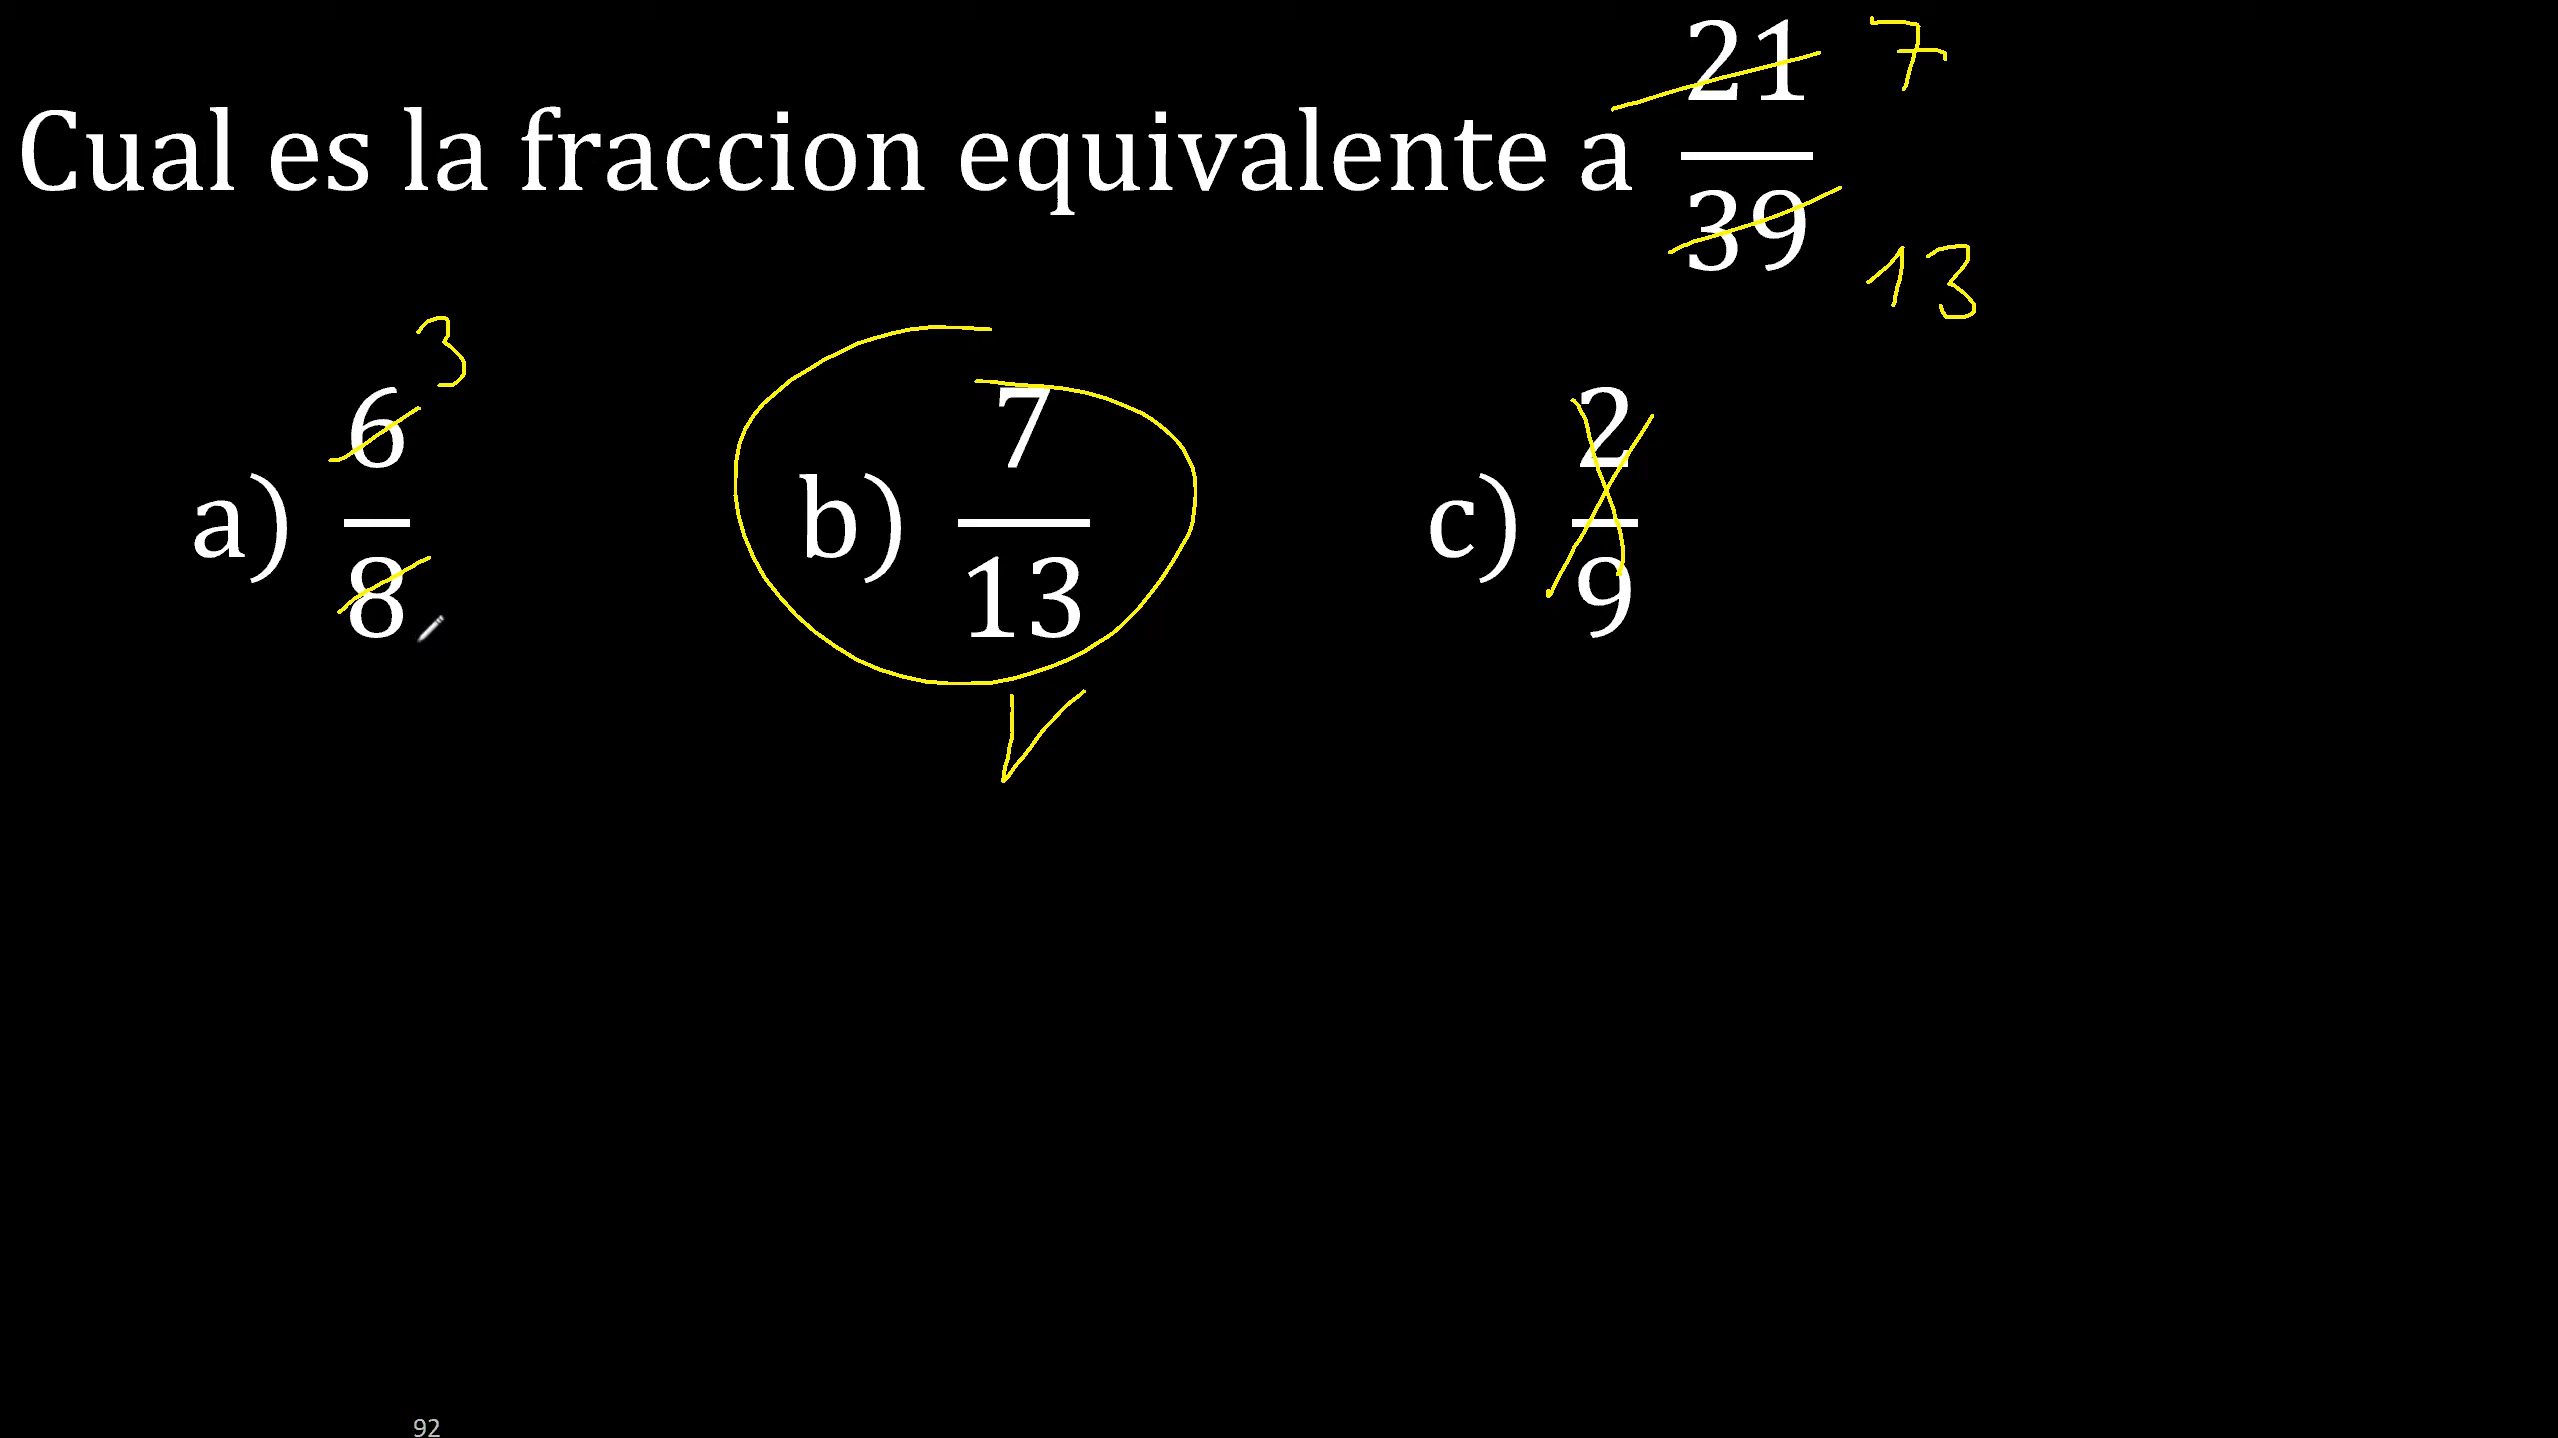 Cual es la fraccion equivalente a 21/39 7 13
3
a) 6/8 b) 7/13 c) 2/9
92